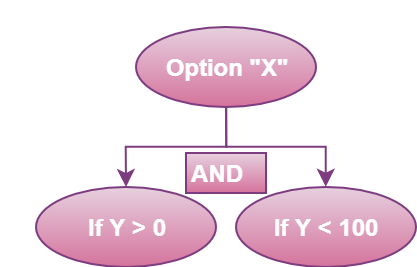 Option "X"
AND
If Y > 0
If Y < 100